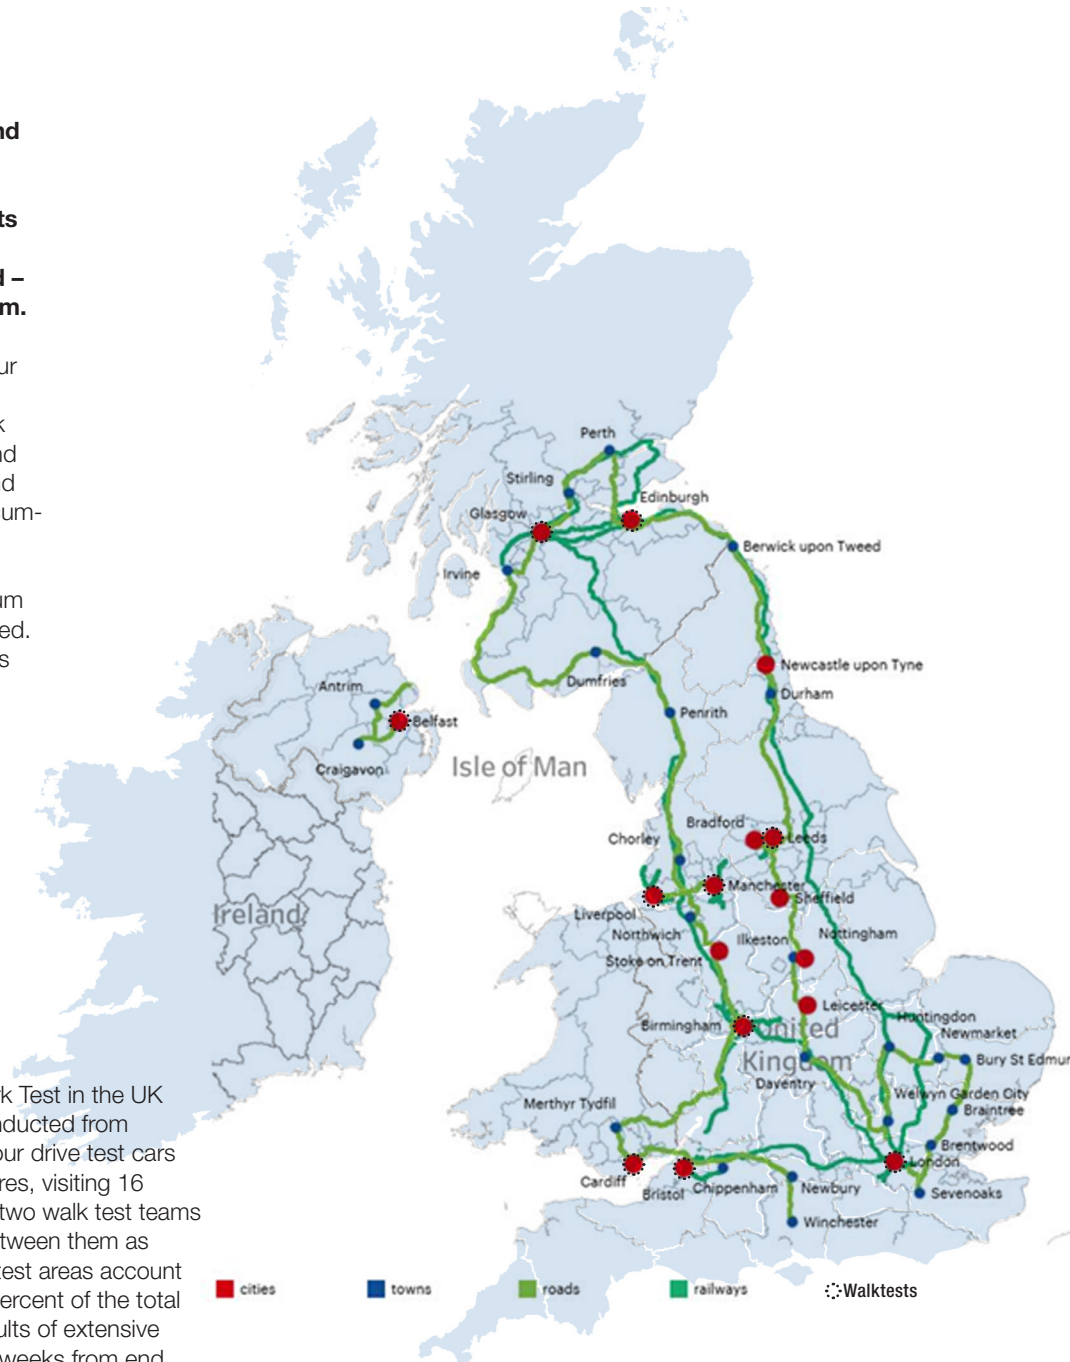 nd
ts
d –
m.
ur
k
nd
nd
cum-
um
ed.
s
rk Test in the UK
nducted from
our drive test cars
res, visiting 16
two walk test teams
tween them as
test areas account
ercent of the total
ults of extensive
weeks from end
Perth
Stirling
Edinburgh
Glasgow
Berwick upon Tweed
Irvine
Newcastle upon Tyne
Dumfries
Durham
Antrim
Penrith
Belfast
Craigavon
Isle of Man
Bradford
Leeds
Chorley
Manchester
Sheffield
Ireland
Liverpool
Northwich
Ilkeston
Nottingham
Stoke on Trent
Leicester
Huntingdon
Birmingham
United
Kingdom
Newmarket
Bury St Edmur
Daventry
Welwyn Garden City
Merthyr Tydfil
Braintree
Brentwood
London
Cardiff
Bristol
Chippenham
Newbury
Sevenoaks
Winchester
cities
towns
roads
railways
Walktests